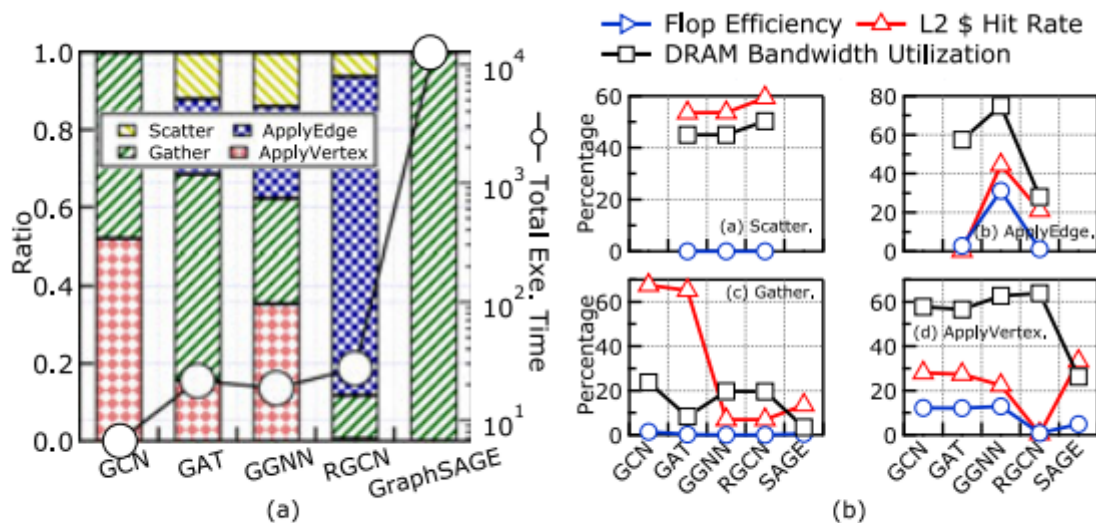 Flop Efficiency L2 $ Hit Rate
DRAM Bandwidth Utilization
1.0
0.8
0.6
0.4
0.2
0.0
Ratio
Scatter ApplyEdge
Gather ApplyVertex
10^4
10^3
10^2
10^1
Total Exe. Time
GCN GAT GGNN RGCN GraphSAGE
(a)
60
40
20
0
Percentage
(a) Scatter.
80
60
40
20
0
(b) ApplyEdge.
60
40
20
0
Percentage
(c) Gather.
GCN GAT GGNN RGCN SAGE
60
40
20
0
(d) ApplyVertex.
GCN GAT GGNN RGCN SAGE
(b)